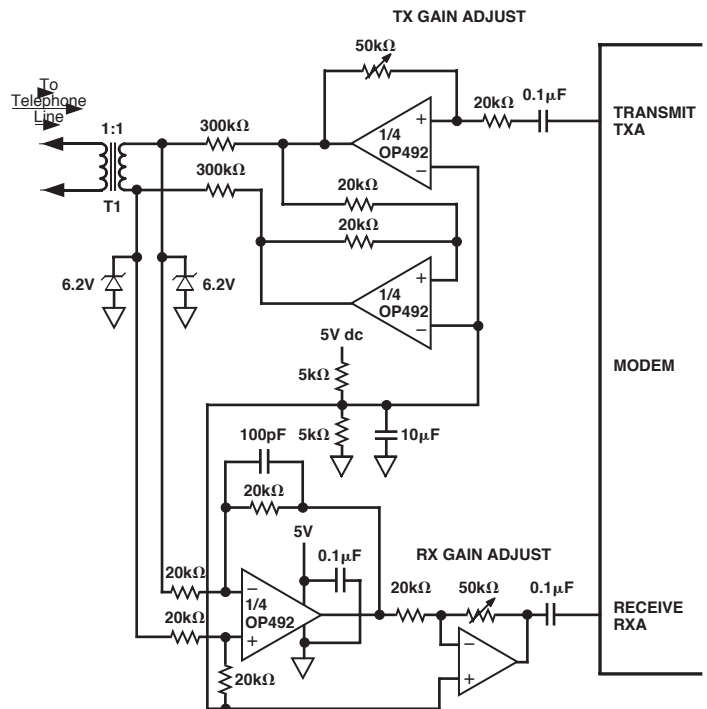 TX GAIN ADJUST
50kΩ
To
Telephone
Line
1:1
T1
300kΩ
300kΩ
+
1/4
OP492
−
20kΩ
0.1μF
TRANSMIT
TXA
20kΩ
20kΩ
+
1/4
OP492
−
6.2V
6.2V
5V dc
5kΩ
5kΩ
10μF
MODEM
100pF
20kΩ
5V
0.1μF
20kΩ
−
1/4
OP492
+
20kΩ
20kΩ
RX GAIN ADJUST
20kΩ
50kΩ
0.1μF
−
+
RECEIVE
RXA